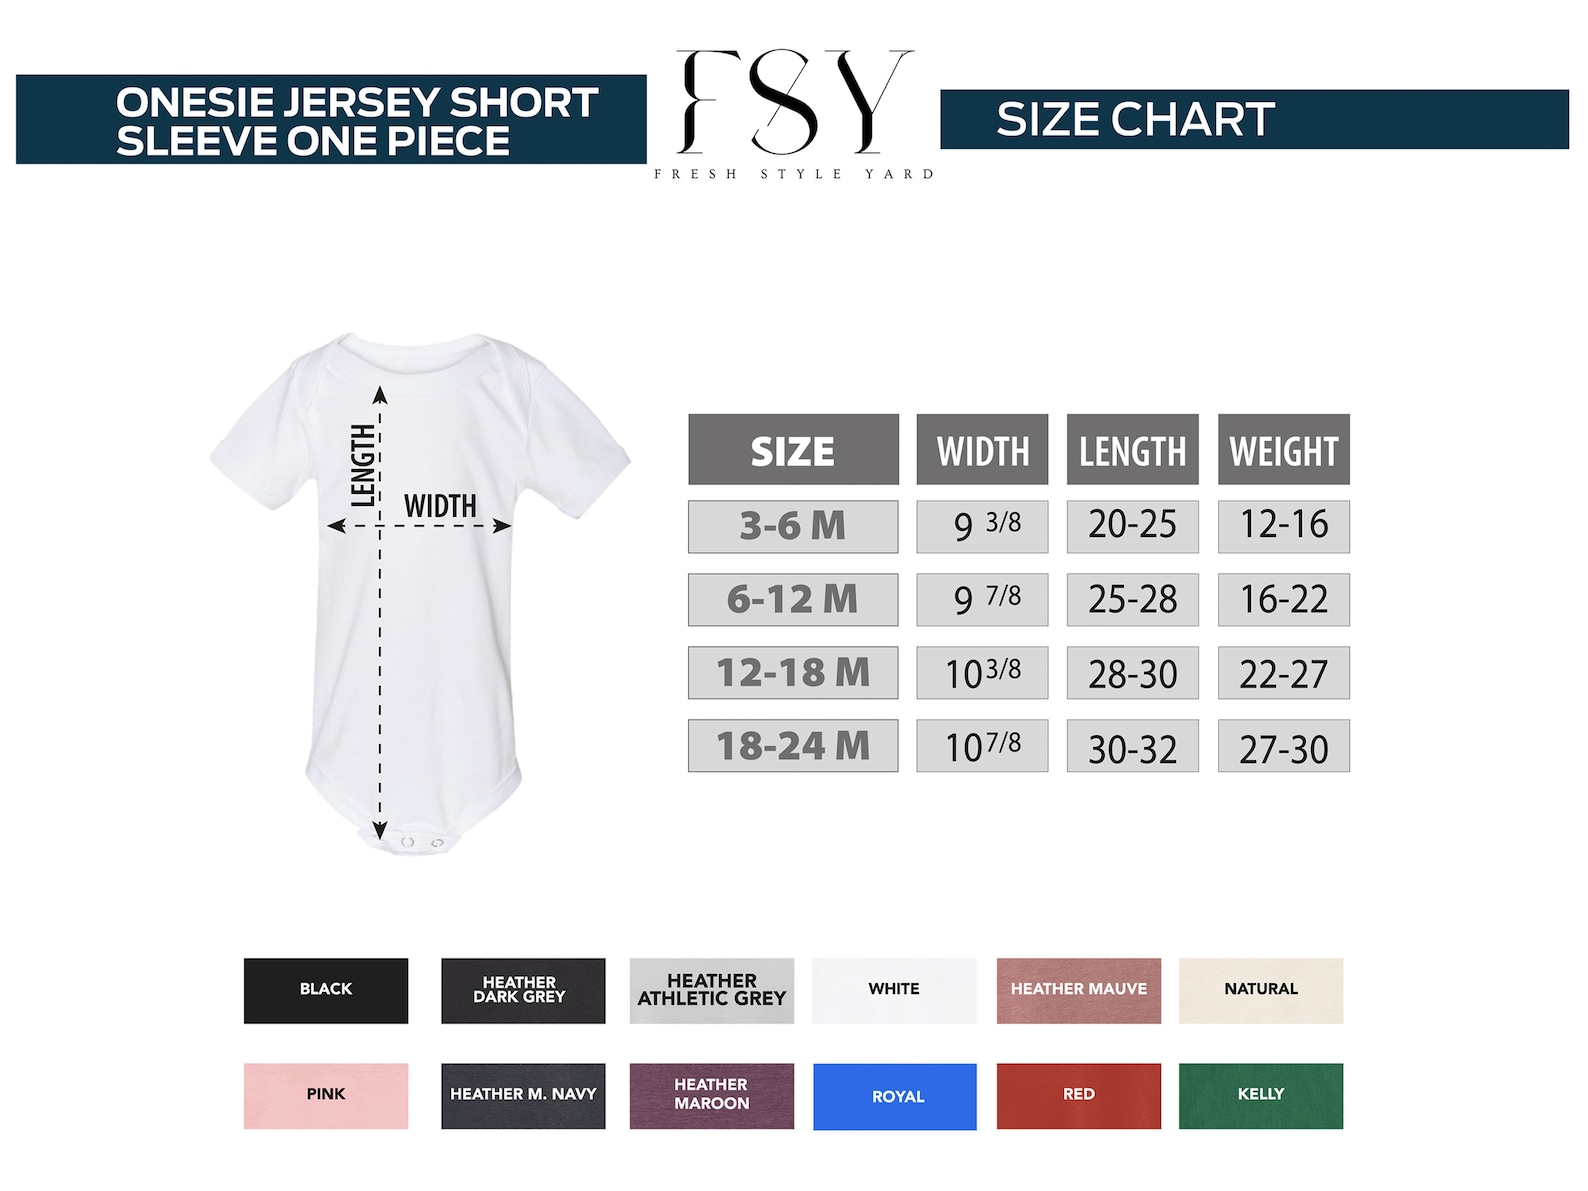 ONESIE JERSEY SHORT
SLEEVE ONE PIECE
FSY
FRESH STYLE YARD
SIZE CHART
LENGTH
WIDTH
SIZE WIDTH LENGTH WEIGHT
3-6 M 9 3/8 20-25 12-16
6-12 M 9 7/8 25-28 16-22
12-18 M 10 3/8 28-30 22-27
18-24 M 10 7/8 30-32 27-30
BLACK
HEATHER
DARK GREY
HEATHER
ATHLETIC GREY
WHITE
HEATHER MAUVE
NATURAL
PINK
HEATHER M. NAVY
HEATHER
MAROON
ROYAL
RED
KELLY